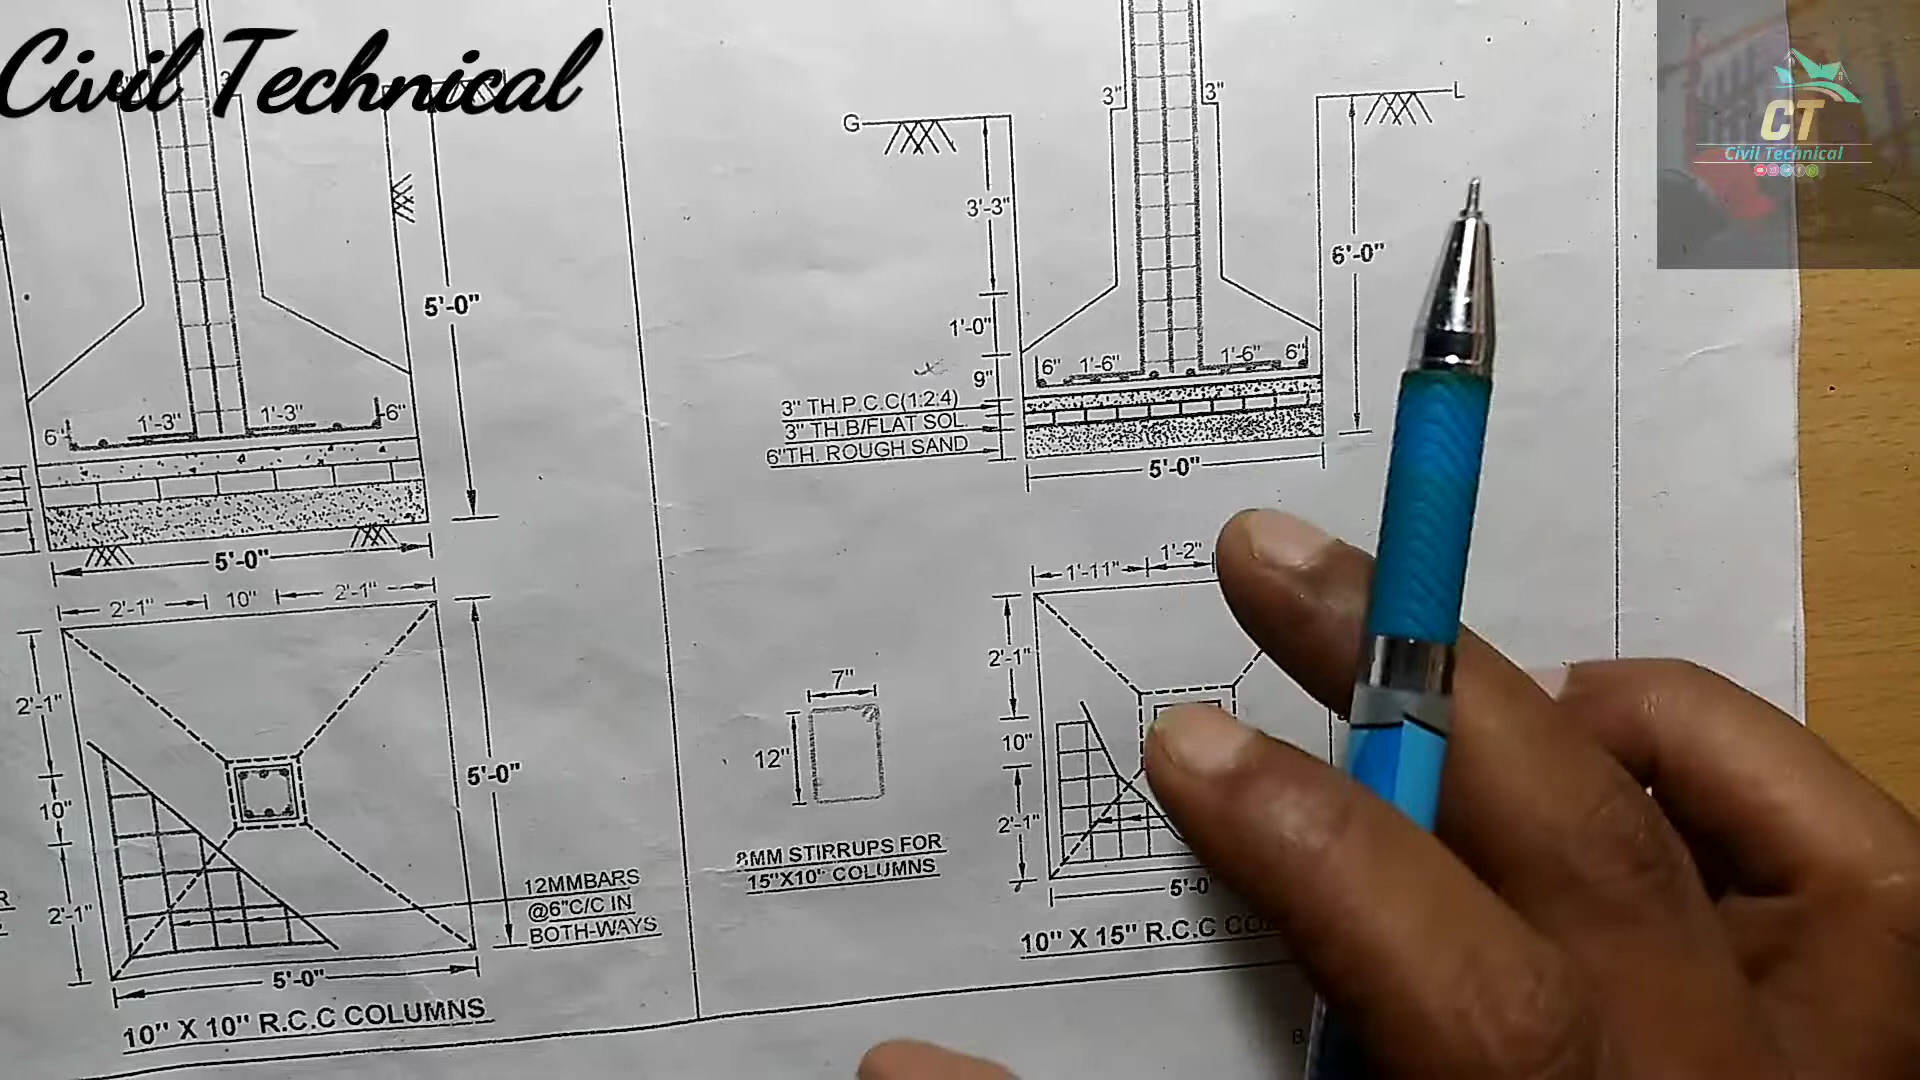 Civil Technical
CT
Civil Technical
5'-0"
6"
1'-3"
1'-3"
6"
5'-0"
2'-1"
10"
2'-1"
2'-1"
10"
2'-1"
5'-0"
12MMBARS
@6"C/C IN
BOTH-WAYS
5'-0"
10" X 10" R.C.C COLUMNS
G
L
3"
3"
3'-3"
6'-0"
1'-0"
9"
6"
1'-6"
1'-6"
6"
3" TH.P.C.C(1:2:4)
3" TH.B/FLAT SOL
6"TH. ROUGH SAND
5'-0"
7"
12"
8MM STIRRUPS FOR
15"X10" COLUMNS
1'-11"
1'-2"
2'-1"
10"
2'-1"
5'-0
10" X 15" R.C.C